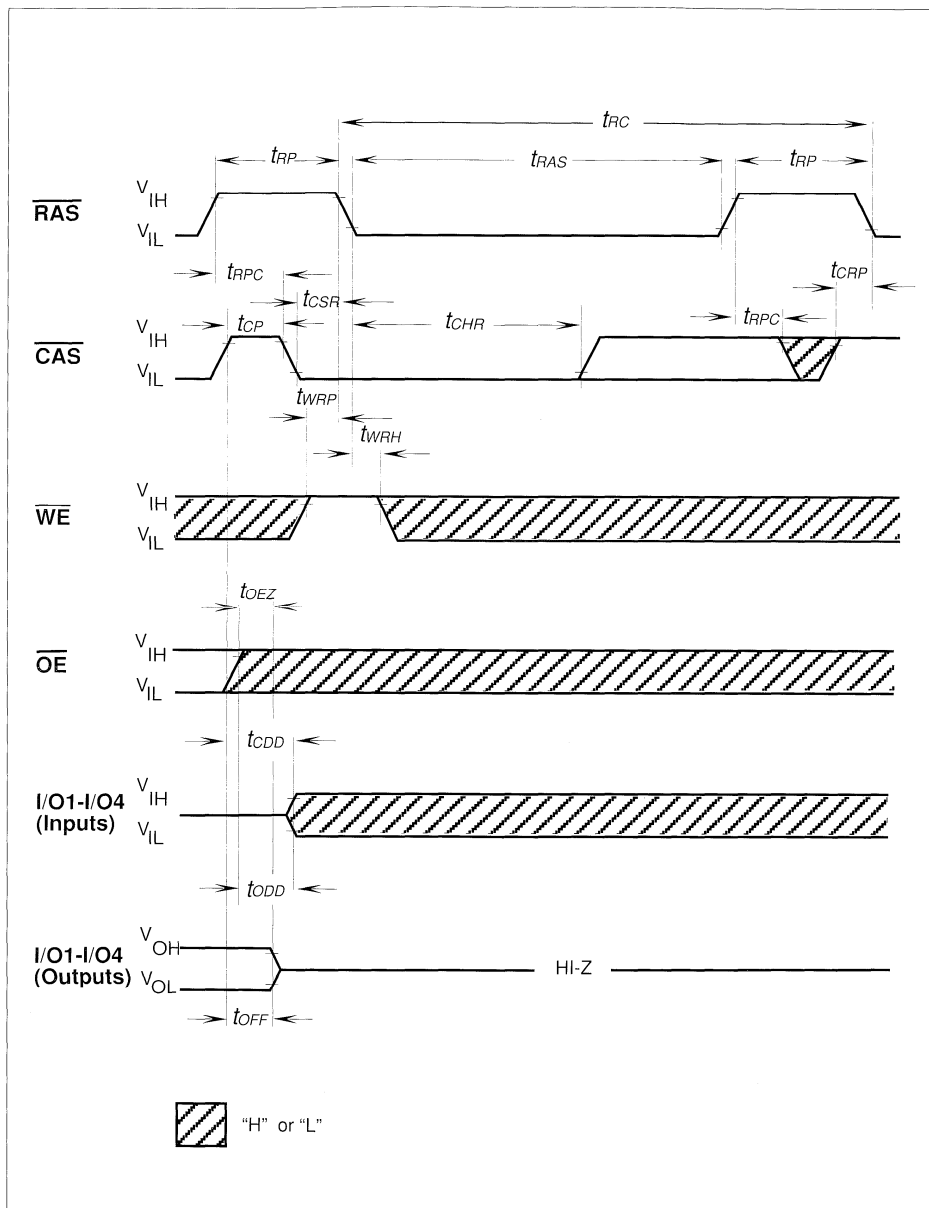 tRC
tRP
tRAS
tRP
RAS
VIH
VIL
tRPC
tCSR
tCRP
tCP
tCHR
tRPC
CAS
VIH
VIL
tWRP
tWRH
WE
VIH
VIL
tOEZ
OE
VIH
VIL
tCDD
I/O1-I/O4
(Inputs)
VIH
VIL
tODD
I/O1-I/O4
(Outputs)
VOH
VOL
HI-Z
tOFF
“H” or “L”